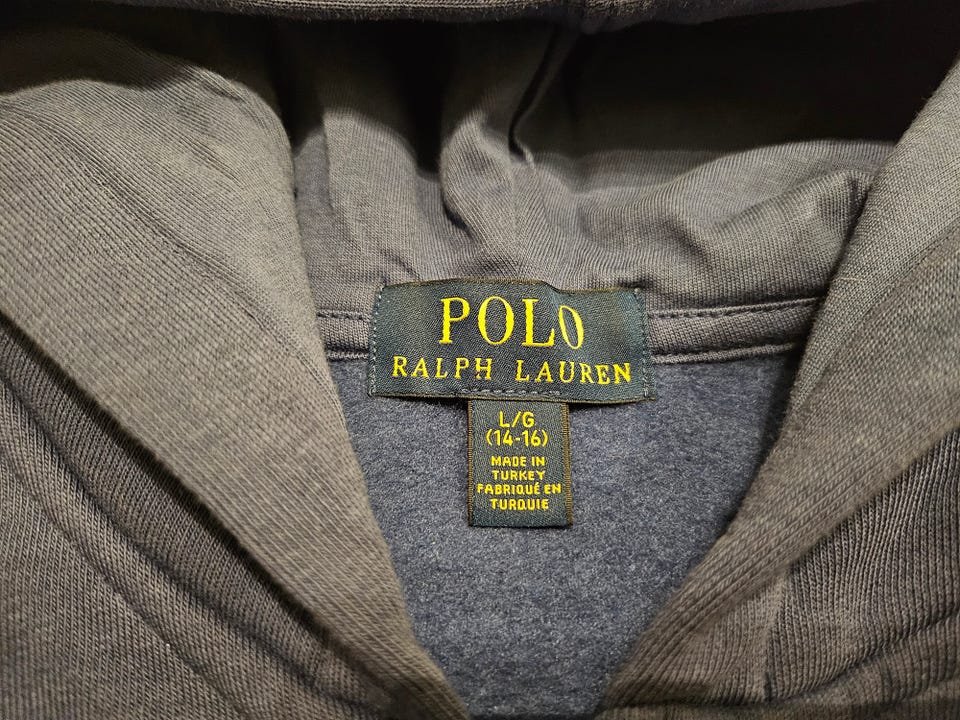 POLO
RALPH LAUREN
L/G
(14-16)
MADE IN
TURKEY
FABRIQUÉ EN
TURQUIE